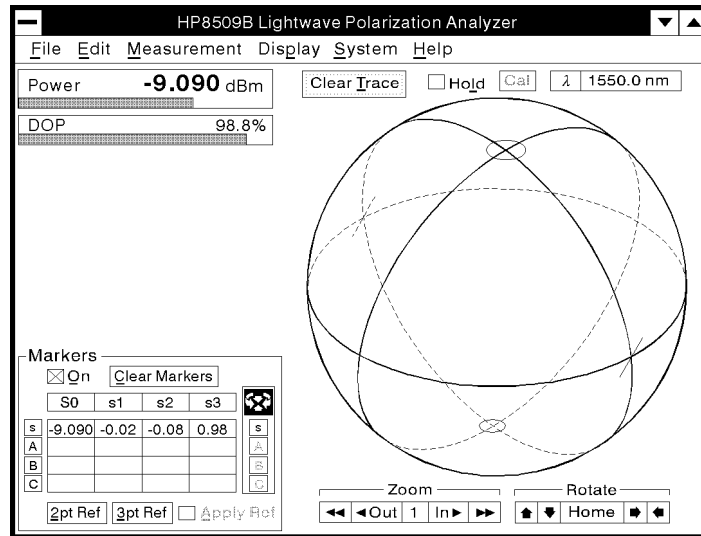 HP8509B Lightwave Polarization Analyzer
File Edit Measurement Display System Help
Power -9.090 dBm
DOP 98.8%
Clear Trace Hold Cal λ 1550.0 nm
Markers
On Clear Markers
S0 s1 s2 s3
s -9.090 -0.02 -0.08 0.98 s
A A
B B
C C
2pt Ref 3pt Ref Apply Ref
Zoom
Out 1 In
Rotate
Home